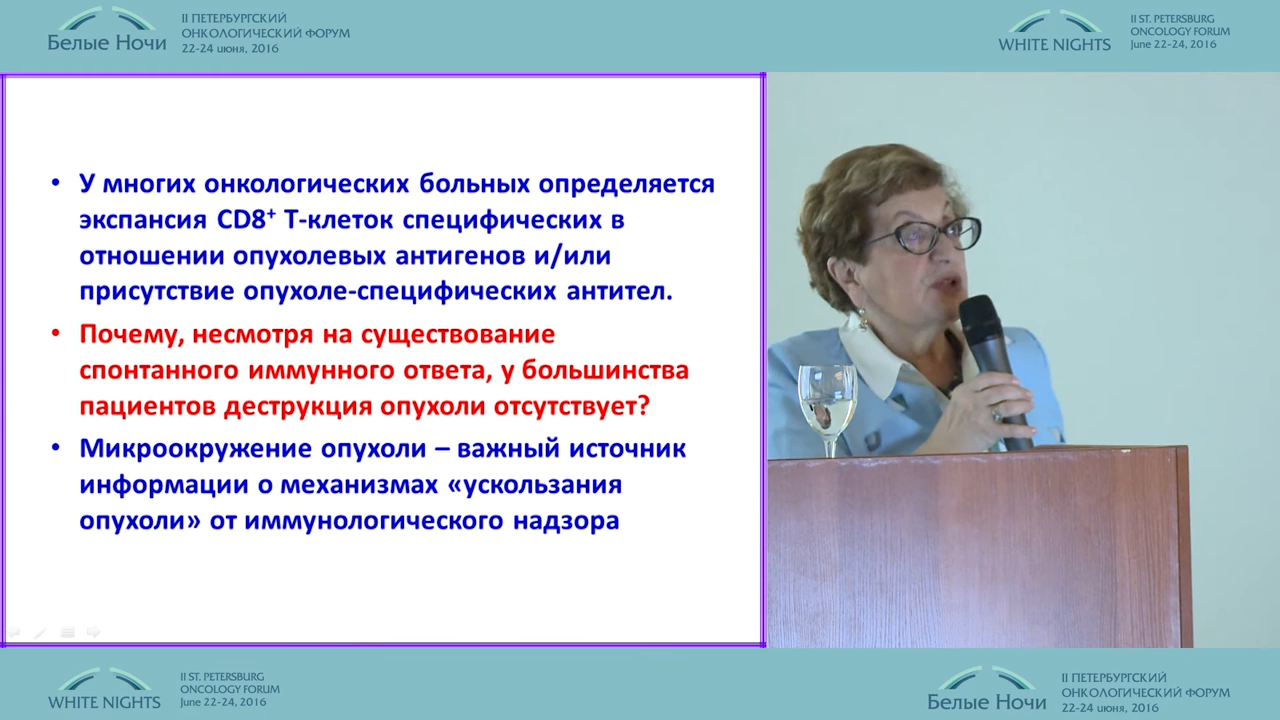 Белые Ночи
II ПЕТЕРБУРГСКИЙ
ОНКОЛОГИЧЕСКИЙ ФОРУМ
22-24 июня, 2016
WHITE NIGHTS
II ST. PETERSBURG
ONCOLOGY FORUM
June 22-24, 2016
• У многих онкологических больных определяется
экспансия CD8⁺ Т-клеток специфических в
отношении опухолевых антигенов и/или
присутствие опухоле-специфических антител.
• Почему, несмотря на существование
спонтанного иммунного ответа, у большинства
пациентов деструкция опухоли отсутствует?
• Микроокружение опухоли – важный источник
информации о механизмах «ускользания
опухоли» от иммунологического надзора
WHITE NIGHTS
II ST. PETERSBURG
ONCOLOGY FORUM
June 22-24, 2016
Белые Ночи
II ПЕТЕРБУРГСКИЙ
ОНКОЛОГИЧЕСКИЙ ФОРУМ
22-24 июня, 2016